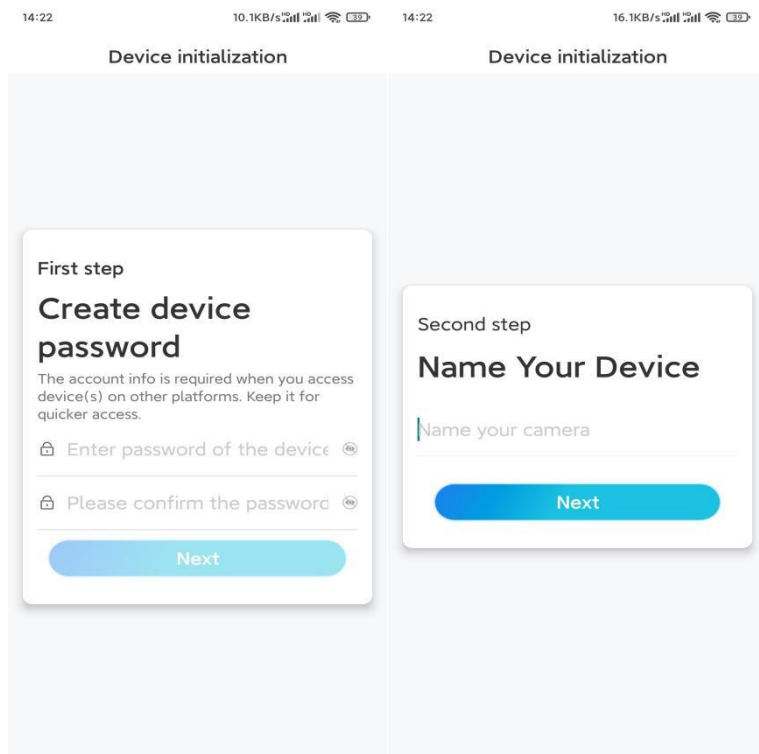 14:22
10.1KB/s
39
Device initialization
First step
Create device
password
The account info is required when you access
device(s) on other platforms. Keep it for
quicker access.
Enter password of the device
Please confirm the password
Next
14:22
16.1KB/s
39
Device initialization
Second step
Name Your Device
Name your camera
Next